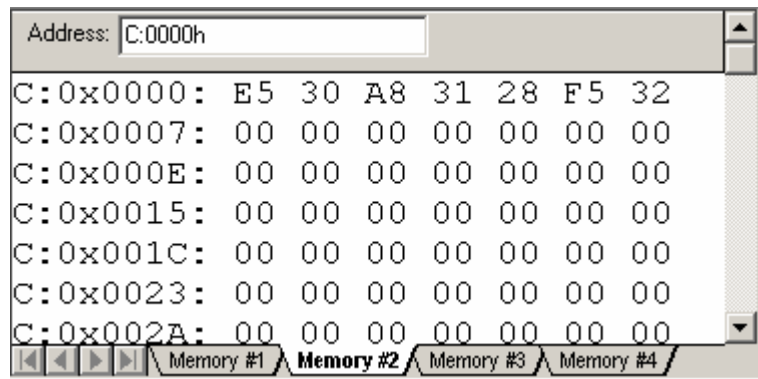 Address: C:0000h
C:0x0000: E5 30 A8 31 28 F5 32
C:0x0007: 00 00 00 00 00 00 00
C:0x000E: 00 00 00 00 00 00 00
C:0x0015: 00 00 00 00 00 00 00
C:0x001C: 00 00 00 00 00 00 00
C:0x0023: 00 00 00 00 00 00 00
C:0x002A: 00 00 00 00 00 00 00
Memory #1 Memory #2 Memory #3 Memory #4